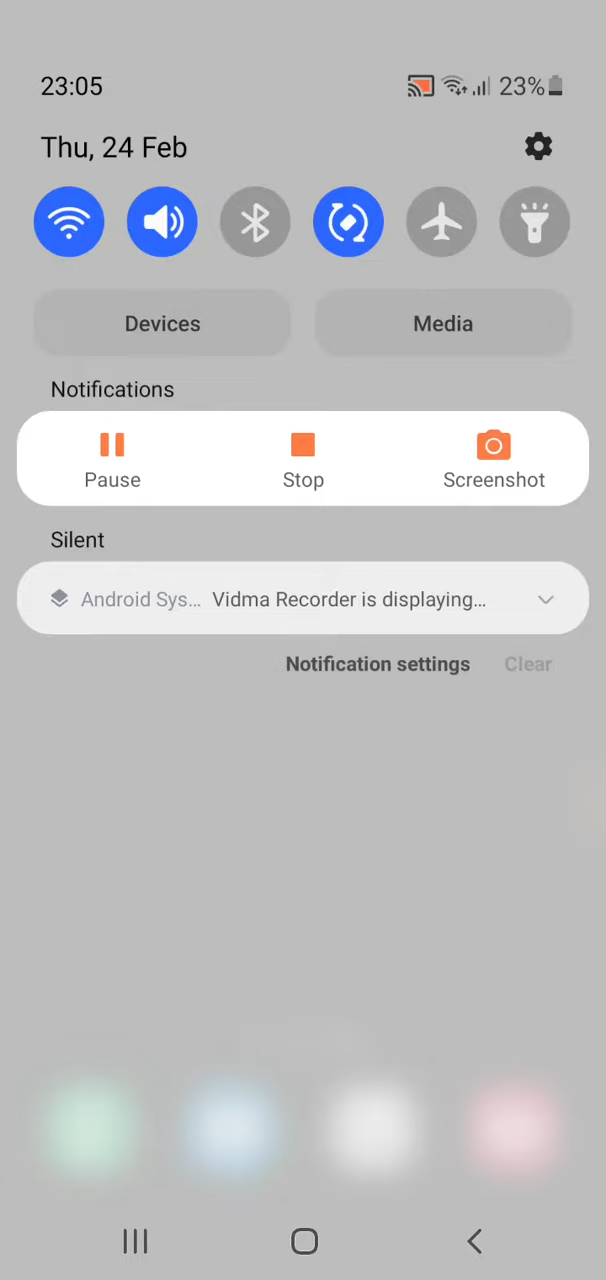 23:05 23%
Thu, 24 Feb
Devices Media
Notifications
Pause Stop Screenshot
Silent
Android Sys... Vidma Recorder is displaying...
Notification settings Clear